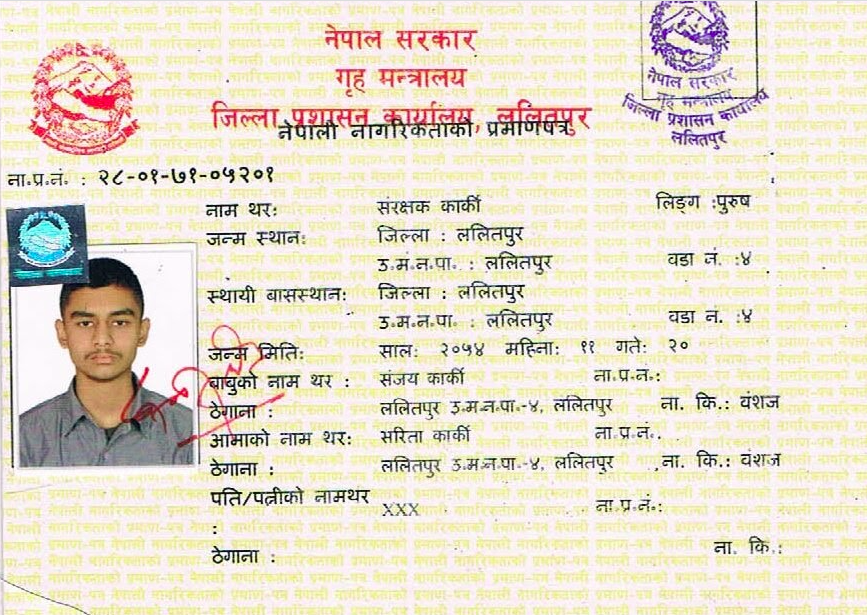 नेपाल सरकार
गृह मन्त्रालय
जिल्ला प्रशासन कार्यालय, ललितपुर
नेपाली नागरिकताको प्रमाणपत्र
नेपाल सरकार
गृह मन्त्रालय
जिल्ला प्रशासन कार्यालय
ललितपुर
ना.प्र.नं. : २८-०१-७१-०५२०१
नाम थर: संरक्षक कार्की लिङ्ग :पुरुष
जन्म स्थान: जिल्ला : ललितपुर
उ.म.न.पा. : ललितपुर वडा नं. :४
स्थायी बासस्थान: जिल्ला : ललितपुर
उ.म.न.पा. : ललितपुर वडा नं. :४
जन्म मिति: साल: २०५४ महिना: ११ गते: २०
बाबुको नाम थर : संजय कार्की ना.प्र.नं.:
ठेगाना : ललितपुर उ.म.न.पा-४, ललितपुर ना. कि.: वंशज
आमाको नाम थर: सरिता कार्की ना.प्र.नं.
ठेगाना : ललितपुर उ.म.न.पा.-४, ललितपुर ना. कि.: वंशज
पति/पत्नीको नामथर : XXX ना.प्र.नं.:
ठेगाना : ना. कि.: